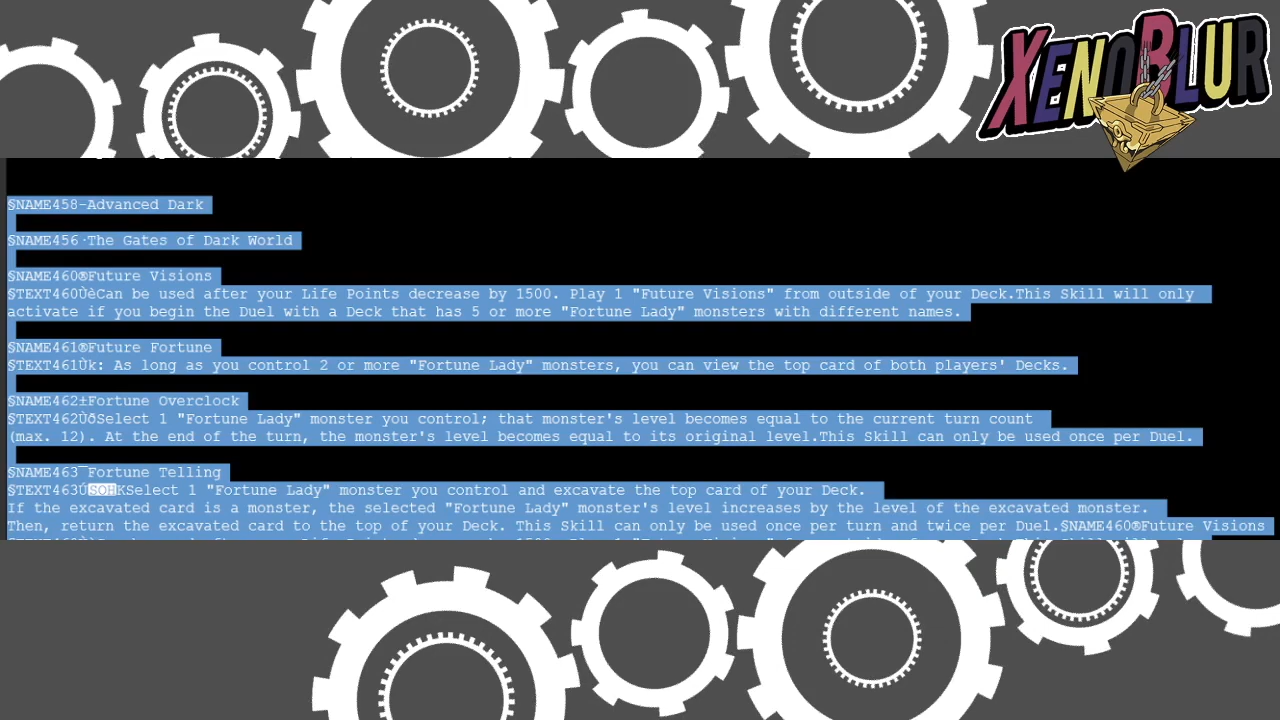 XENOBLUR
§NAME458-Advanced Dark
§NAME456·The Gates of Dark World
§NAME460®Future Visions
§TEXT460ÙèCan be used after your Life Points decrease by 1500. Play 1 "Future Visions" from outside of your Deck.This Skill will only
activate if you begin the Duel with a Deck that has 5 or more "Fortune Lady" monsters with different names.
§NAME461®Future Fortune
§TEXT461Ùk: As long as you control 2 or more "Fortune Lady" monsters, you can view the top card of both players' Decks.
§NAME462±Fortune Overclock
§TEXT462ÙõSelect 1 "Fortune Lady" monster you control; that monster's level becomes equal to the current turn count
(max. 12). At the end of the turn, the monster's level becomes equal to its original level.This Skill can only be used once per Duel.
§NAME463¯Fortune Telling
§TEXT463ÚSOHKSelect 1 "Fortune Lady" monster you control and excavate the top card of your Deck.
If the excavated card is a monster, the selected "Fortune Lady" monster's level increases by the level of the excavated monster.
Then, return the excavated card to the top of your Deck. This Skill can only be used once per turn and twice per Duel.§NAME460®Future Visions